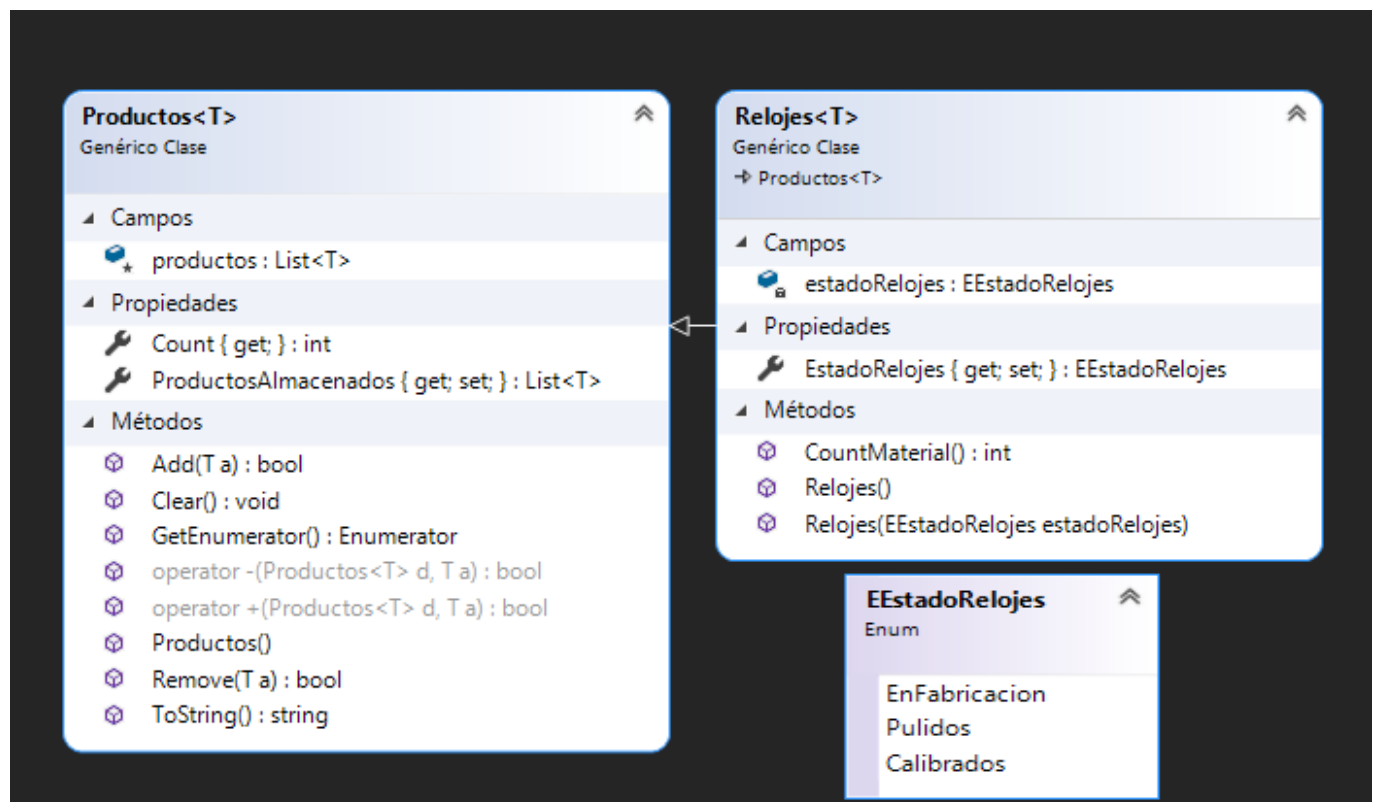 Productos<T>
Genérico Clase
Campos
productos : List<T>
Propiedades
Count { get; } : int
ProductosAlmacenados { get; set; } : List<T>
Métodos
Add(T a) : bool
Clear() : void
GetEnumerator() : Enumerator
operator -(Productos<T> d, T a) : bool
operator +(Productos<T> d, T a) : bool
Productos()
Remove(T a) : bool
ToString() : string
Relojes<T>
Genérico Clase
Productos<T>
Campos
estadoRelojes : EEstadoRelojes
Propiedades
EstadoRelojes { get; set; } : EEstadoRelojes
Métodos
CountMaterial() : int
Relojes()
Relojes(EEstadoRelojes estadoRelojes)
EEstadoRelojes
Enum
EnFabricacion
Pulidos
Calibrados